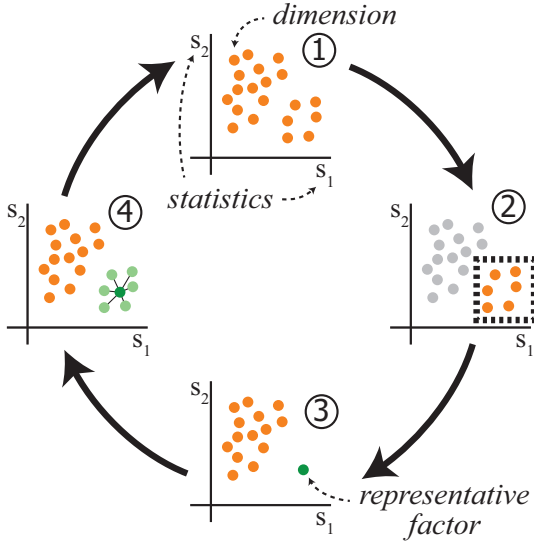 dimension
s2
①
s1
statistics
s2
④
s1
②
s2
s1
s2
③
s1
representative
factor